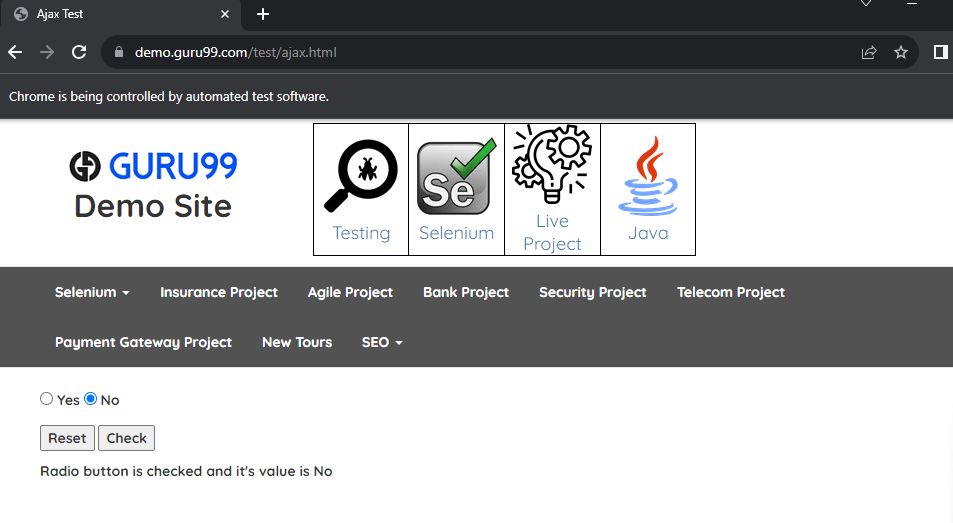 Ajax Test
demo.guru99.com/test/ajax.html
Chrome is being controlled by automated test software.
GURU99
Demo Site
Se
Testing
Selenium
Live
Project
Java
Selenium
Insurance Project
Agile Project
Bank Project
Security Project
Telecom Project
Payment Gateway Project
New Tours
SEO
Yes No
Reset Check
Radio button is checked and it's value is No